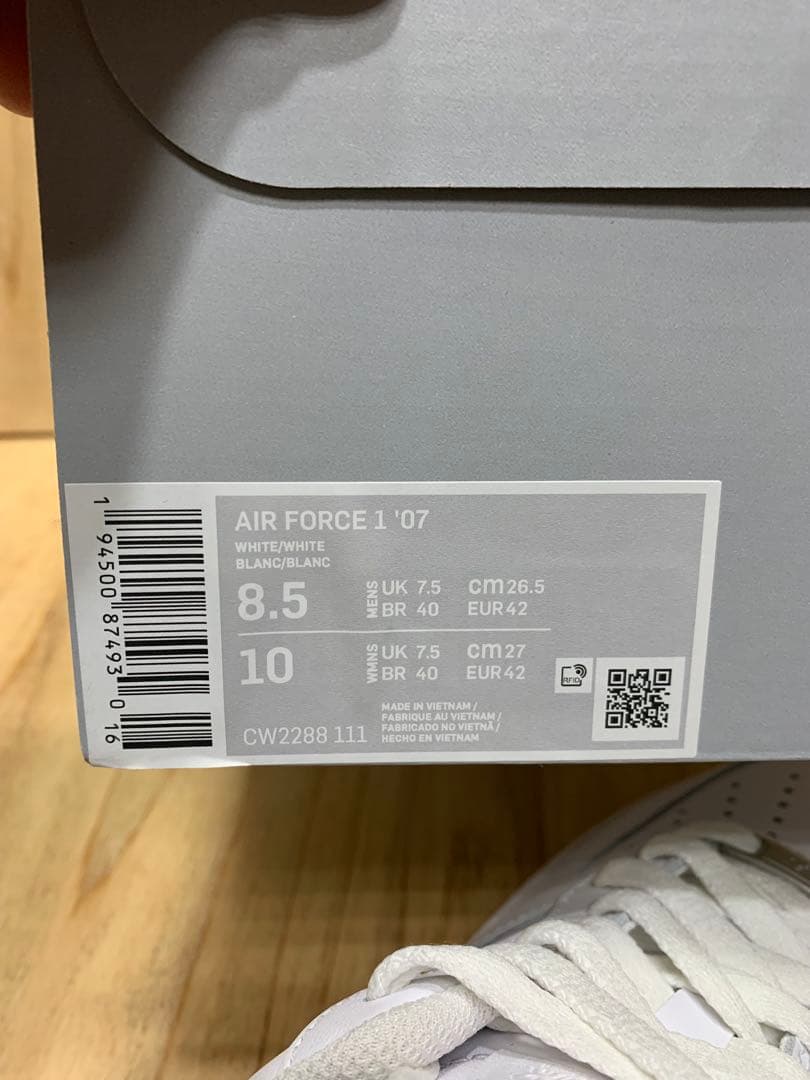 AIR FORCE 1 '07
WHITE/WHITE
BLANC/BLANC
8.5 MENS UK 7.5 cm 26.5
BR 40 EUR 42
10 WMNS UK 7.5 cm 27
BR 40 EUR 42
RFID
CW2288 111
MADE IN VIETNAM /
FABRIQUE AU VIETNAM /
FABRICADO NO VIETNÃ /
HECHO EN VIETNAM
1 94500 87493 0 16